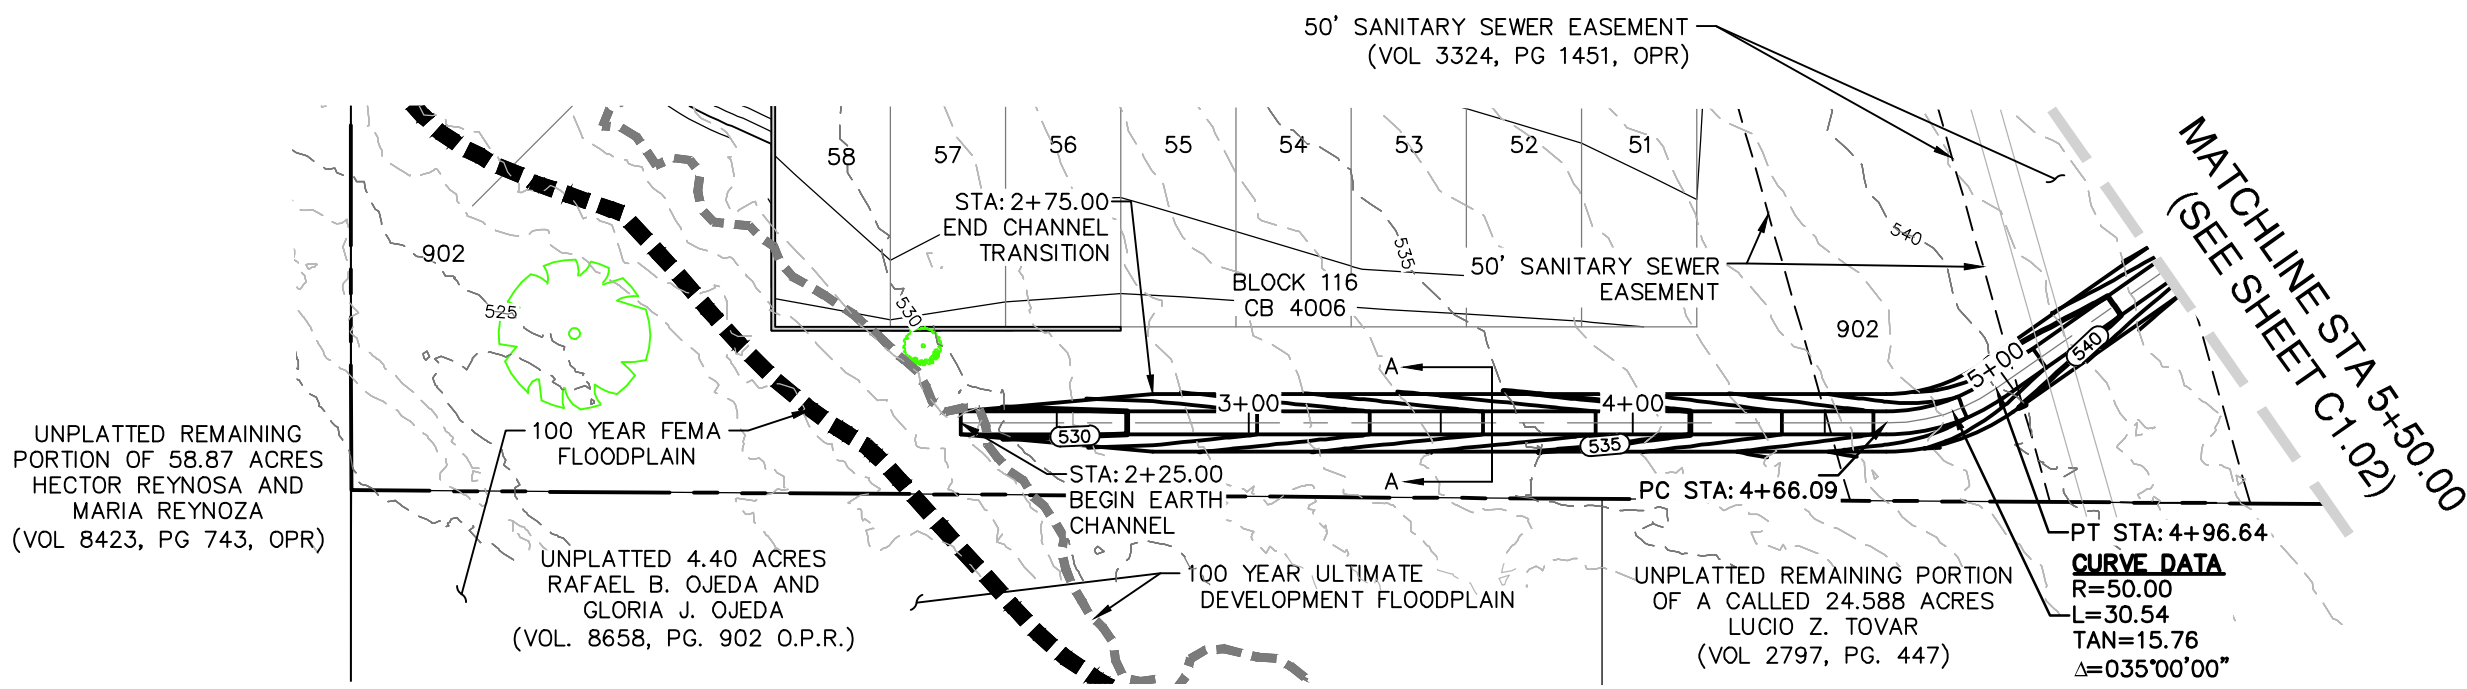 50' SANITARY SEWER EASEMENT
(VOL 3324, PG 1451, OPR)
MATCHLINE STA 5+50.00
(SEE SHEET C1.02)
58
57
56
55
54
53
52
51
STA: 2+75.00
END CHANNEL
TRANSITION
902
525
530
535
540
BLOCK 116
CB 4006
50' SANITARY SEWER
EASEMENT
902
A
3+00
4+00
5+00
540
530
535
A
UNPLATTED REMAINING
PORTION OF 58.87 ACRES
HECTOR REYNOSA AND
MARIA REYNOZA
(VOL 8423, PG 743, OPR)
100 YEAR FEMA
FLOODPLAIN
STA: 2+25.00
BEGIN EARTH
CHANNEL
PC STA: 4+66.09
PT STA: 4+96.64
CURVE DATA
R=50.00
L=30.54
TAN=15.76
Δ=035°00'00"
UNPLATTED 4.40 ACRES
RAFAEL B. OJEDA AND
GLORIA J. OJEDA
(VOL. 8658, PG. 902 O.P.R.)
100 YEAR ULTIMATE
DEVELOPMENT FLOODPLAIN
UNPLATTED REMAINING PORTION
OF A CALLED 24.588 ACRES
LUCIO Z. TOVAR
(VOL 2797, PG. 447)